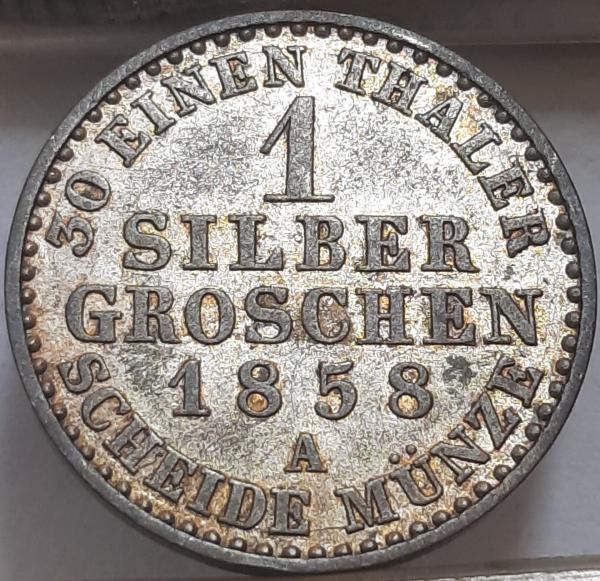 30 EINEN THALER
1
SILBER
GROSCHEN
1858
A
SCHEIDE MÜNZE